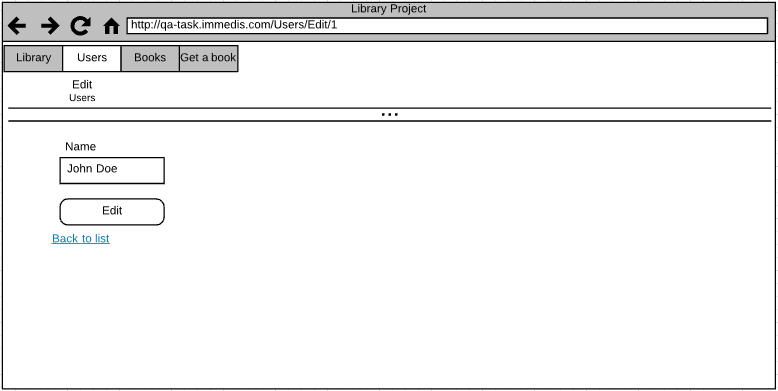 Library Project
http://qa-task.immedis.com/Users/Edit/1
Library Users Books Get a book
Edit
Users
...
Name
John Doe
Edit
Back to list